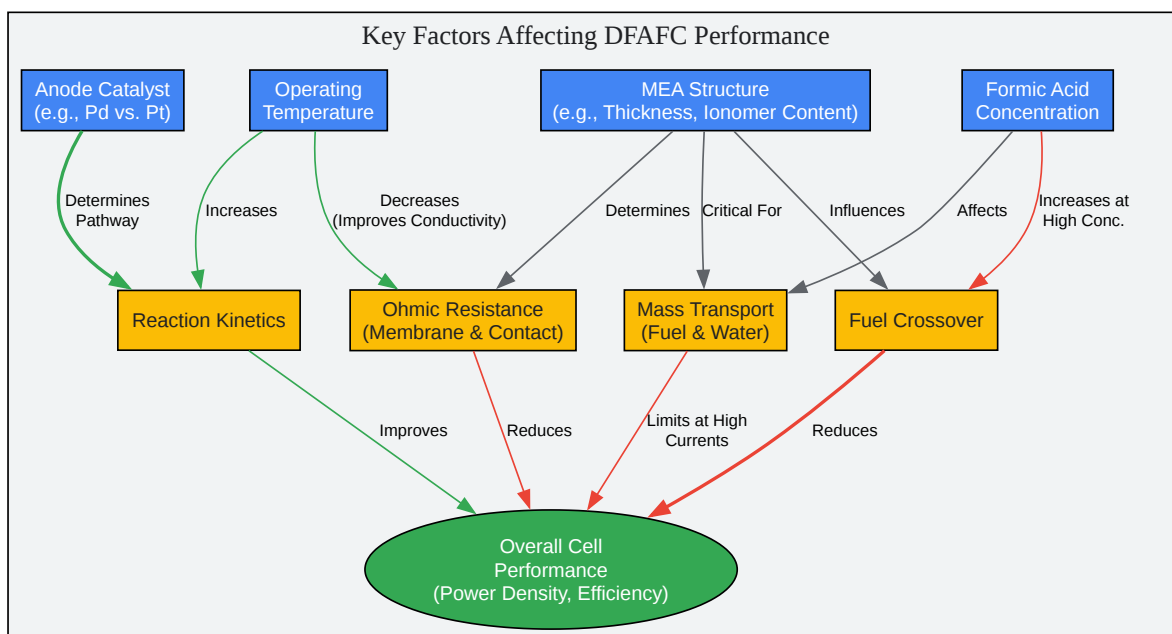 Key Factors Affecting DFAFC Performance
Anode Catalyst
(e.g., Pd vs. Pt)
Operating
Temperature
MEA Structure
(e.g., Thickness, Ionomer Content)
Formic Acid
Concentration
Determines
Pathway
Increases
Decreases
(Improves Conductivity)
Determines
Critical For
Influences
Affects
Increases at
High Conc.
Reaction Kinetics
Ohmic Resistance
(Membrane & Contact)
Mass Transport
(Fuel & Water)
Fuel Crossover
Improves
Reduces
Limits at High
Currents
Reduces
Overall Cell
Performance
(Power Density, Efficiency)